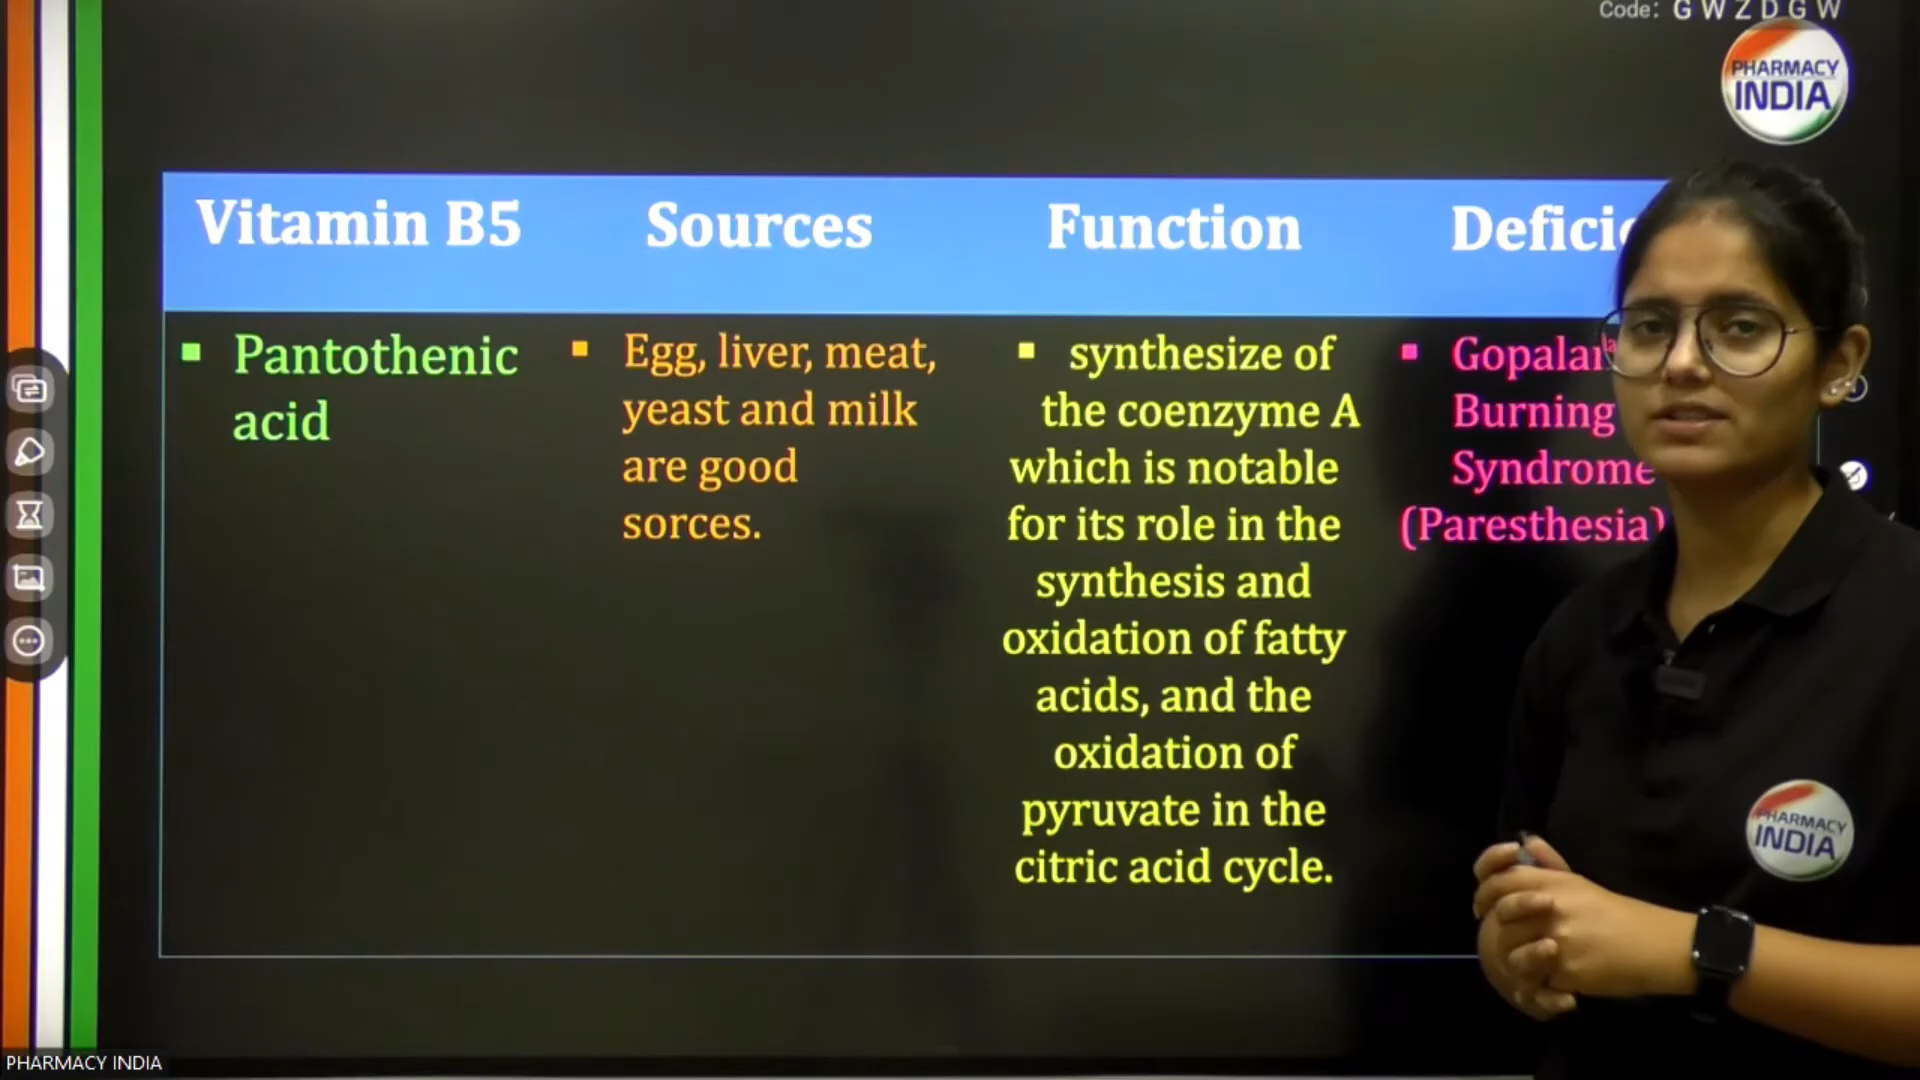 Code: G W Z D G W
PHARMACY
INDIA
Vitamin B5 Sources Function
Pantothenic
acid
Egg, liver, meat,
yeast and milk
are good
sorces.
synthesize of
the coenzyme A
which is notable
for its role in the
synthesis and
oxidation of fatty
acids, and the
oxidation of
pyruvate in the
citric acid cycle.
Burning
Syndrome
(Paresthesia)
PHARMACY
INDIA
PHARMACY INDIA